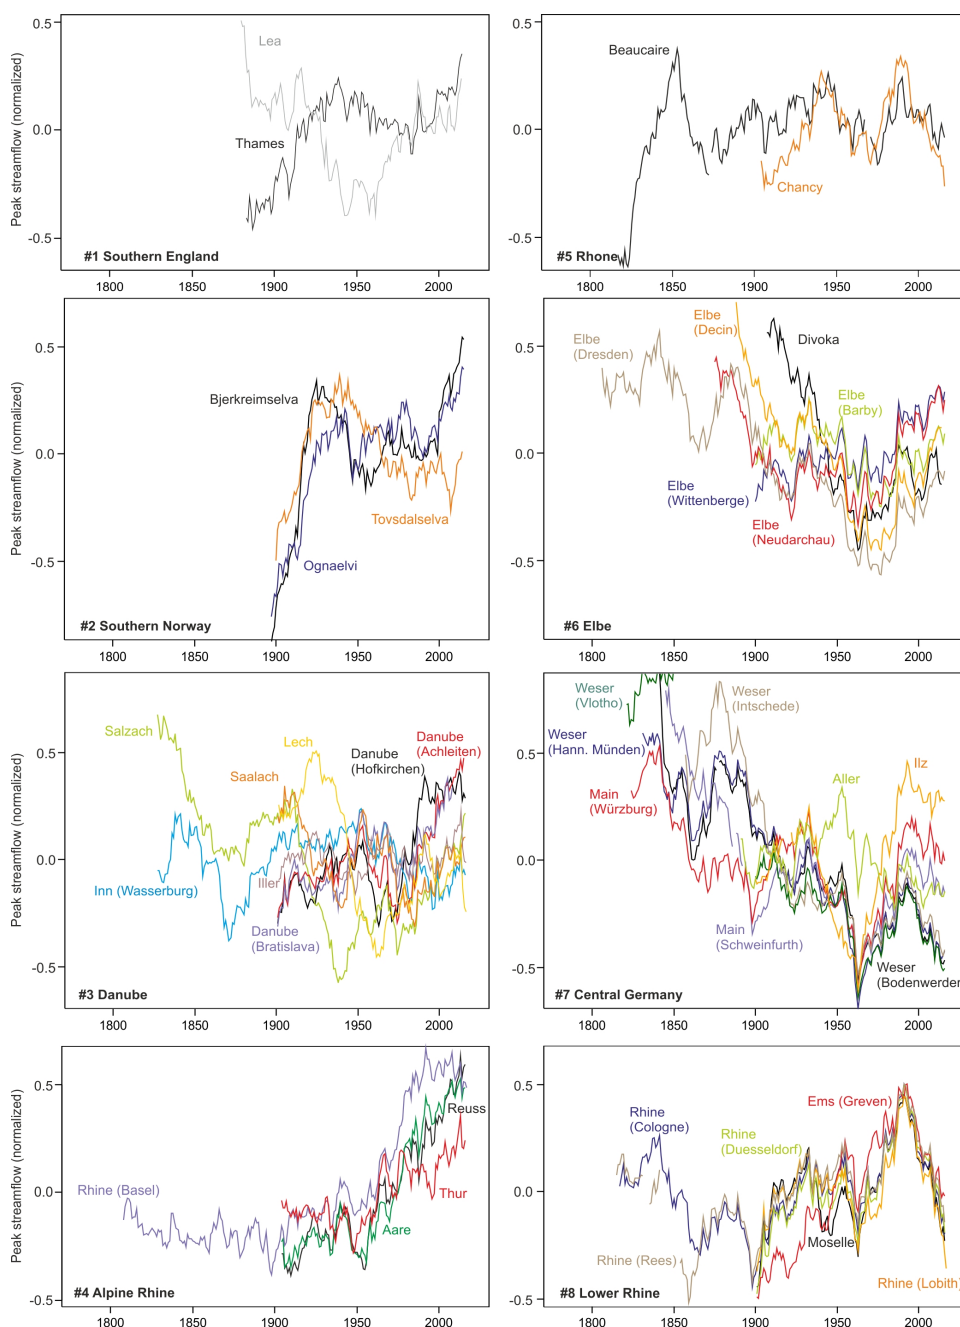 Peak streamflow (normalized)
0.5
0.0
-0.5
Lea
Thames
#1 Southern England
1800 1850 1900 1950 2000
0.5
0.0
-0.5
Beaucaire
Chancy
#5 Rhone
1800 1850 1900 1950 2000
Peak streamflow (normalized)
0.5
0.0
-0.5
Bjerkreimselva
Tovsdalselva
Ognaelvi
#2 Southern Norway
1800 1850 1900 1950 2000
0.5
0.0
-0.5
Elbe
(Dresden)
Elbe
(Decin)
Divoka
Elbe
(Barby)
Elbe
(Wittenberge)
Elbe
(Neudarchau)
#6 Elbe
1800 1850 1900 1950 2000
Peak streamflow (normalized)
0.5
0.0
-0.5
Salzach
Lech
Saalach
Danube
(Hofkirchen)
Danube
(Achleiten)
Inn (Wasserburg)
Iller
Danube
(Bratislava)
#3 Danube
1800 1850 1900 1950 2000
0.5
0.0
-0.5
Weser
(Vlotho)
Weser
(Intschede)
Weser
(Hann. Münden)
Main
(Würzburg)
Aller
Ilz
Main
(Schweinfurth)
Weser
(Bodenwerder
#7 Central Germany
1800 1850 1900 1950 2000
Peak streamflow (normalized)
0.5
0.0
-0.5
Rhine (Basel)
Reuss
Thur
Aare
#4 Alpine Rhine
1800 1850 1900 1950 2000
0.5
0.0
-0.5
Rhine
(Cologne)
Rhine
(Duesseldorf)
Ems (Greven)
Rhine (Rees)
Moselle
Rhine (Lobith)
#8 Lower Rhine
1800 1850 1900 1950 2000